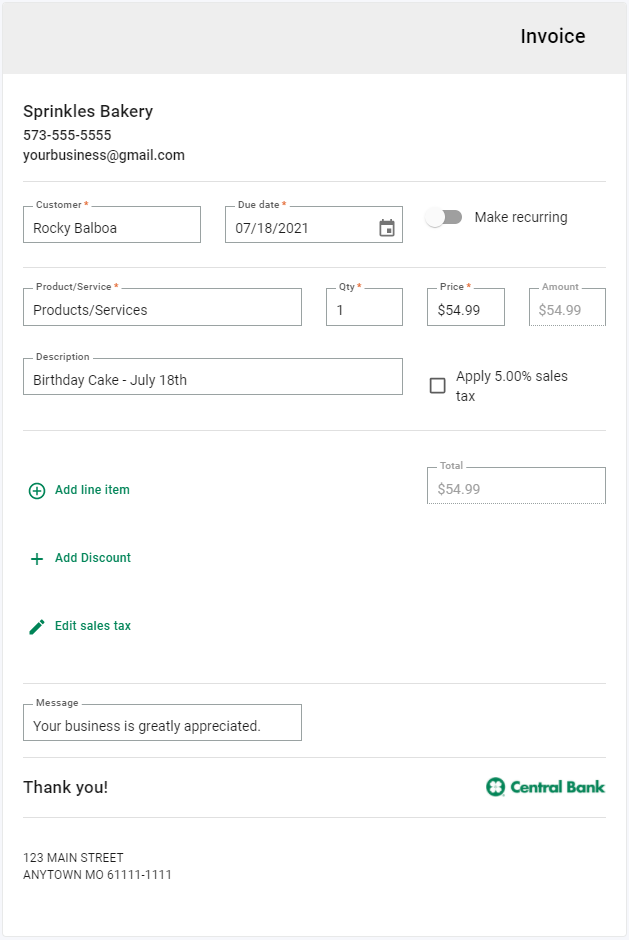 Invoice
Sprinkles Bakery
573-555-5555
yourbusiness@gmail.com
Customer * Due date *
Rocky Balboa 07/18/2021 Make recurring
Product/Service * Qty * Price * Amount
Products/Services 1 $54.99 $54.99
Description
Birthday Cake - July 18th
Apply 5.00% sales
tax
Total
Add line item $54.99
Add Discount
Edit sales tax
Message
Your business is greatly appreciated.
Thank you! Central Bank
123 MAIN STREET
ANYTOWN MO 61111-1111